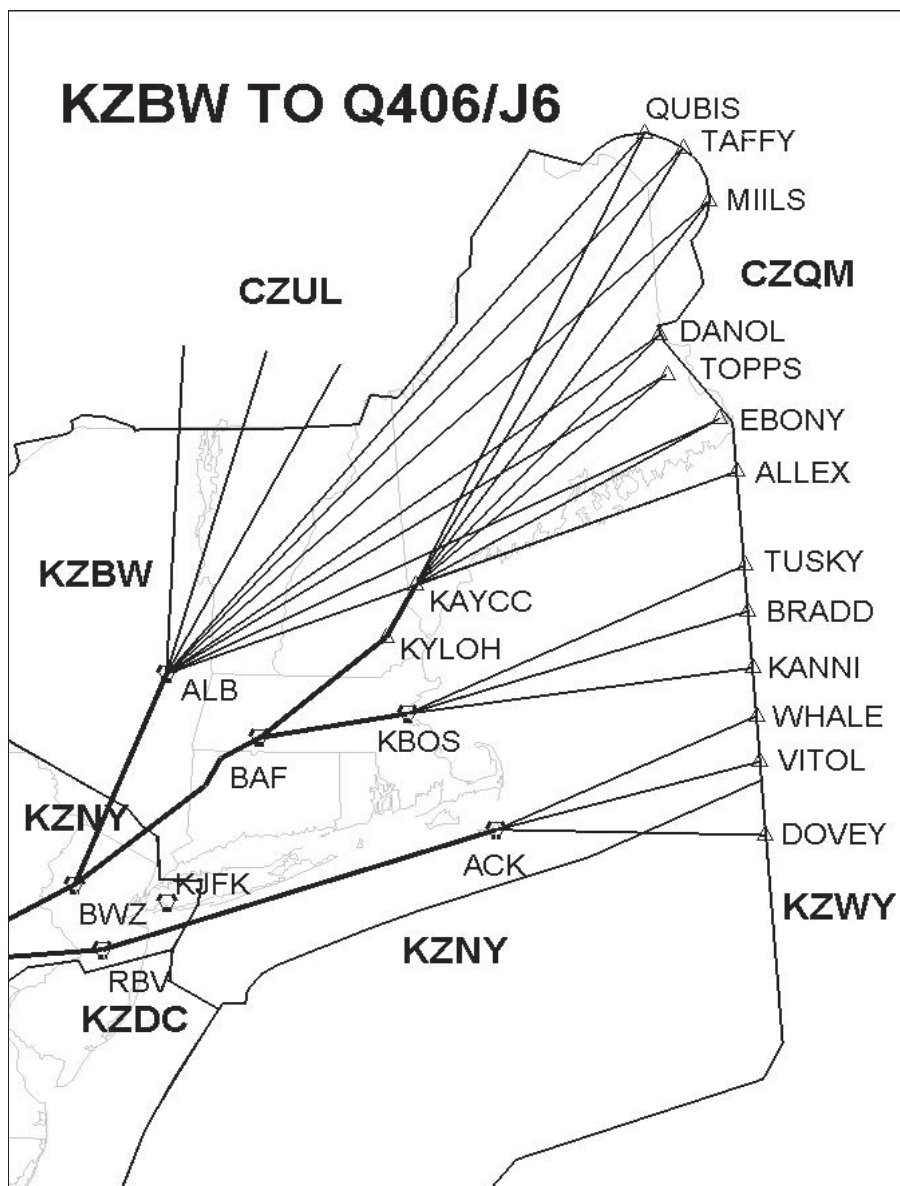 KZBW TO Q406/J6
QUBIS
TAFFY
MIILS
CZQM
CZUL
DANOL
TOPPS
EBONY
ALLEX
KZBW
TUSKY
KAYCC
BRADD
KYLOH
KANNI
ALB
KBOS
WHALE
BAF
VITOL
KZNY
DOVEY
ACK
KJFK
BWZ
KZWY
KZNY
RBV
KZDC